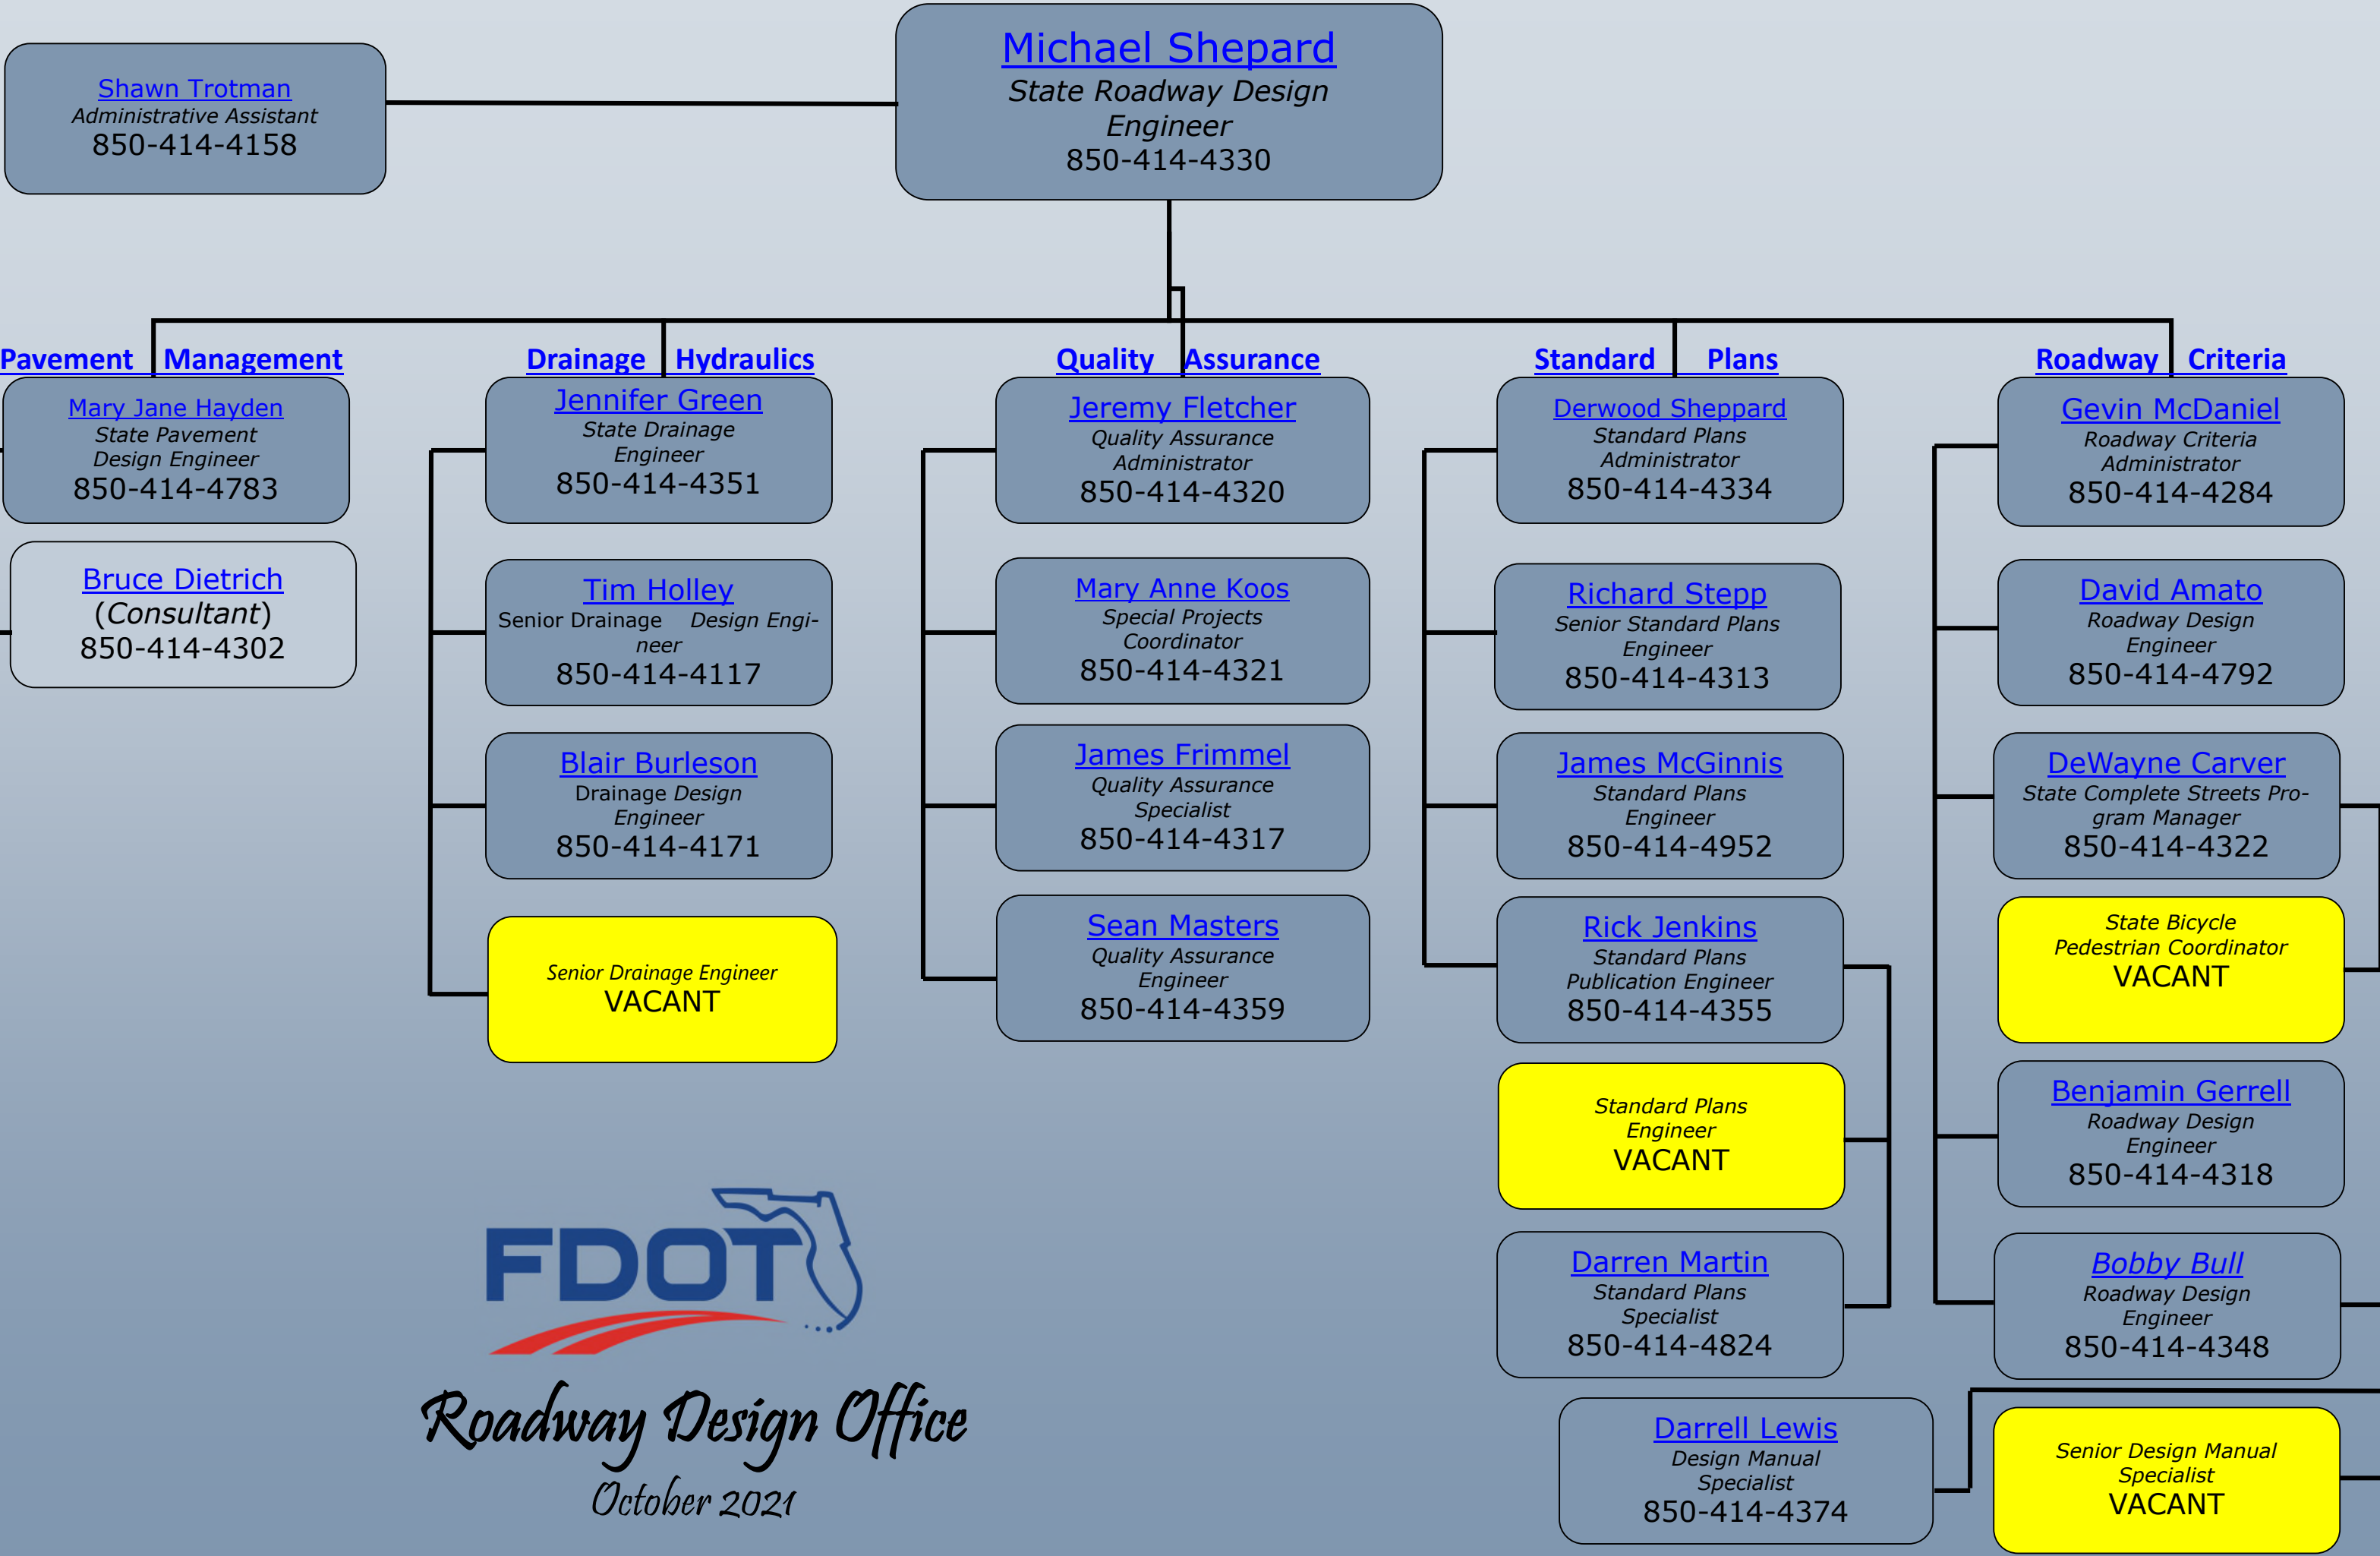 Shawn Trotman
Administrative Assistant
850-414-4158
Michael Shepard
State Roadway Design
Engineer
850-414-4330
Pavement Management
Mary Jane Hayden
State Pavement
Design Engineer
850-414-4783
Bruce Dietrich
(Consultant)
850-414-4302
Drainage Hydraulics
Jennifer Green
State Drainage
Engineer
850-414-4351
Tim Holley
Senior Drainage Design Engi-
neer
850-414-4117
Blair Burleson
Drainage Design
Engineer
850-414-4171
Senior Drainage Engineer
VACANT
Quality Assurance
Jeremy Fletcher
Quality Assurance
Administrator
850-414-4320
Mary Anne Koos
Special Projects
Coordinator
850-414-4321
James Frimmel
Quality Assurance
Specialist
850-414-4317
Sean Masters
Quality Assurance
Engineer
850-414-4359
Standard Plans
Derwood Sheppard
Standard Plans
Administrator
850-414-4334
Richard Stepp
Senior Standard Plans
Engineer
850-414-4313
James McGinnis
Standard Plans
Engineer
850-414-4952
Rick Jenkins
Standard Plans
Publication Engineer
850-414-4355
Standard Plans
Engineer
VACANT
Darren Martin
Standard Plans
Specialist
850-414-4824
Darrell Lewis
Design Manual
Specialist
850-414-4374
Roadway Criteria
Gevin McDaniel
Roadway Criteria
Administrator
850-414-4284
David Amato
Roadway Design
Engineer
850-414-4792
DeWayne Carver
State Complete Streets Pro-
gram Manager
850-414-4322
State Bicycle
Pedestrian Coordinator
VACANT
Benjamin Gerrell
Roadway Design
Engineer
850-414-4318
Bobby Bull
Roadway Design
Engineer
850-414-4348
Senior Design Manual
Specialist
VACANT
FDOT
Roadway Design Office
October 2021